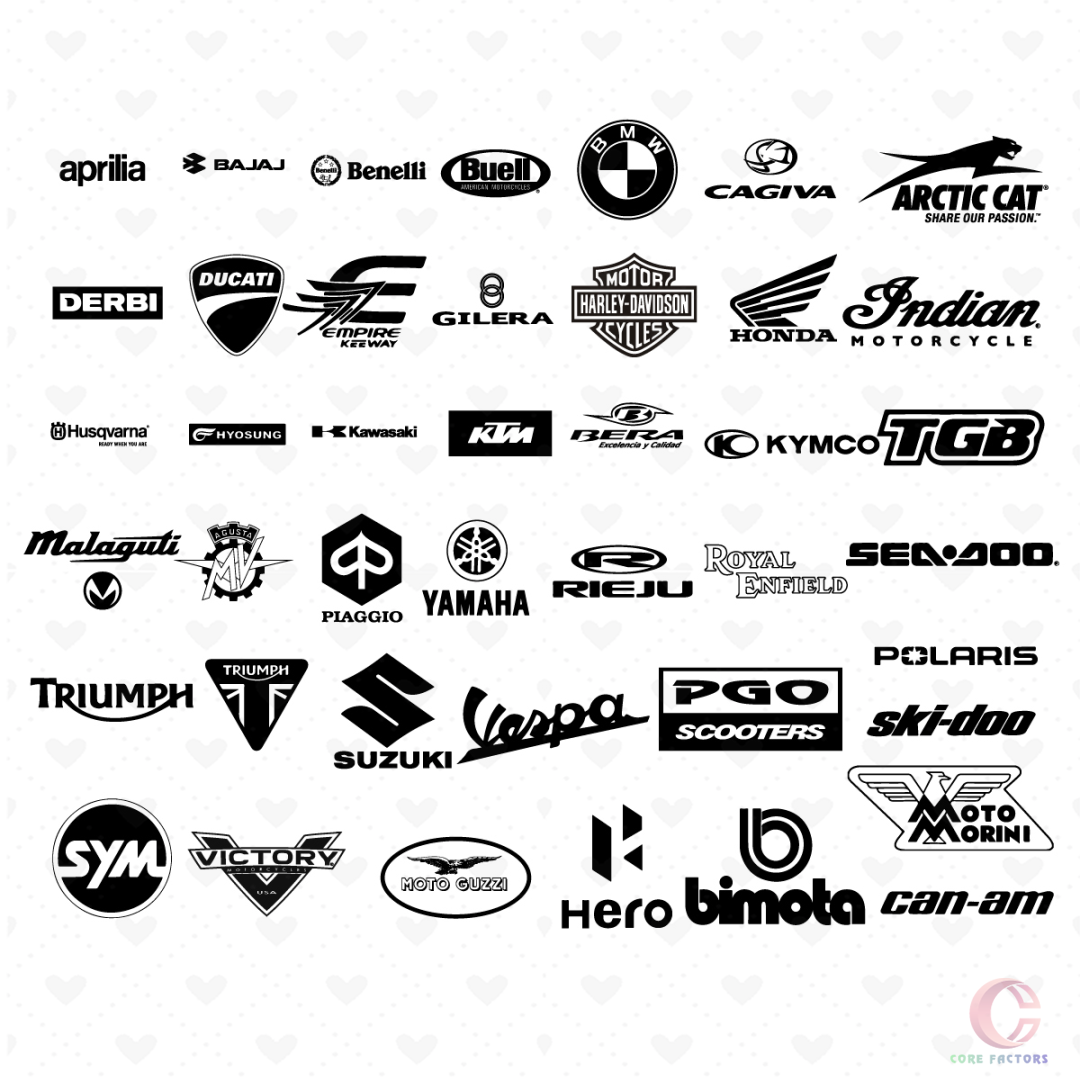 aprilia
BAJAJ
Benelli
Benelli
Buell
AMERICAN MOTORCYCLES
BMW
CAGIVA
ARCTIC CAT®
SHARE OUR PASSION.™
DERBI
DUCATI
E
EMPIRE
KEEWAY
GILERA
MOTOR
HARLEY-DAVIDSON
CYCLES
HONDA
Indian.®
MOTORCYCLE
H Husqvarna®
READY WHEN YOU ARE
HYOSUNG
K Kawasaki
KTM
B
BERA
Excelencia y Calidad
K KYMCO
TGB
Malaguti
M
AGUSTA
MV
PIAGGIO
YAMAHA
R
RIEJU
ROYAL
ENFIELD
SEA-DOO®
TRIUMPH
TRIUMPH
S
SUZUKI
Vespa
PGO
SCOOTERS
POLARIS
ski-doo
SYM
VICTORY®
MOTORCYCLES
USA
MOTO GUZZI
Hero
b
bimota
MOTO
MORINI
can-am
C
CORE FACTORS